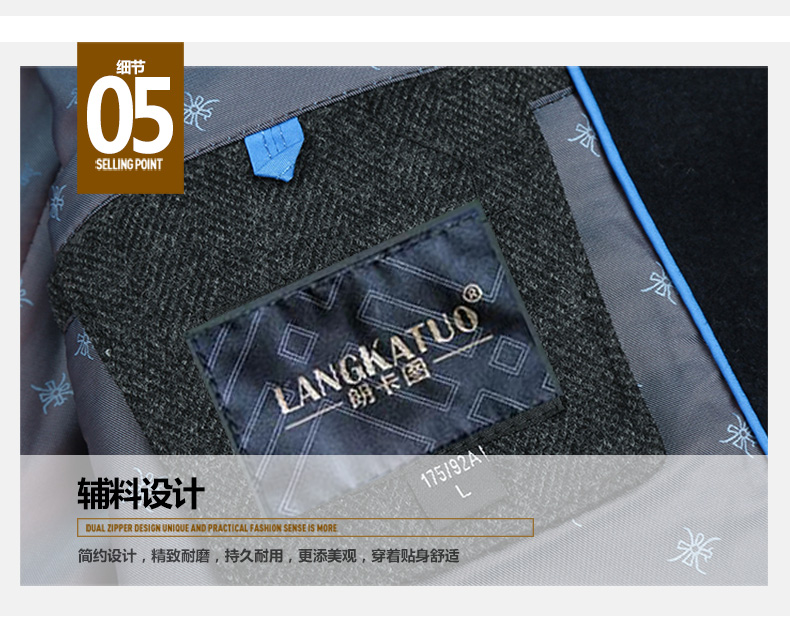 细节
05
SELLING POINT
LANGKATUO®
朗卡图
175/92A
L
辅料设计
DUAL ZIPPER DESIGN UNIQUE AND PRACTICAL FASHION SENSE IS MORE
简约设计，精致耐磨，持久耐用，更添美观，穿着贴身舒适